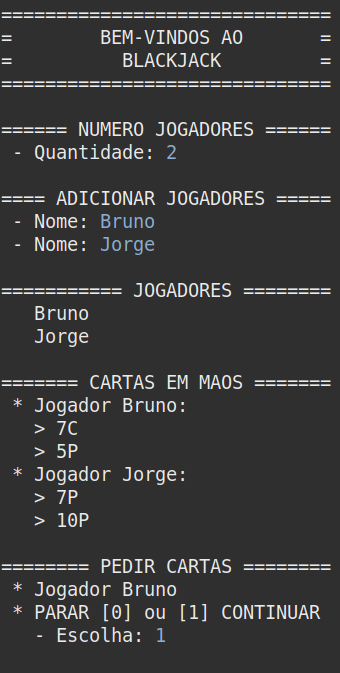 ==============================
=        BEM-VINDOS AO       =
=          BLACKJACK         =
==============================
====== NUMERO JOGADORES ======
- Quantidade: 2
==== ADICIONAR JOGADORES =====
- Nome: Bruno
- Nome: Jorge
=========== JOGADORES ========
Bruno
Jorge
======= CARTAS EM MAOS =======
* Jogador Bruno:
> 7C
> 5P
* Jogador Jorge:
> 7P
> 10P
======== PEDIR CARTAS ========
* Jogador Bruno
* PARAR [0] ou [1] CONTINUAR
- Escolha: 1